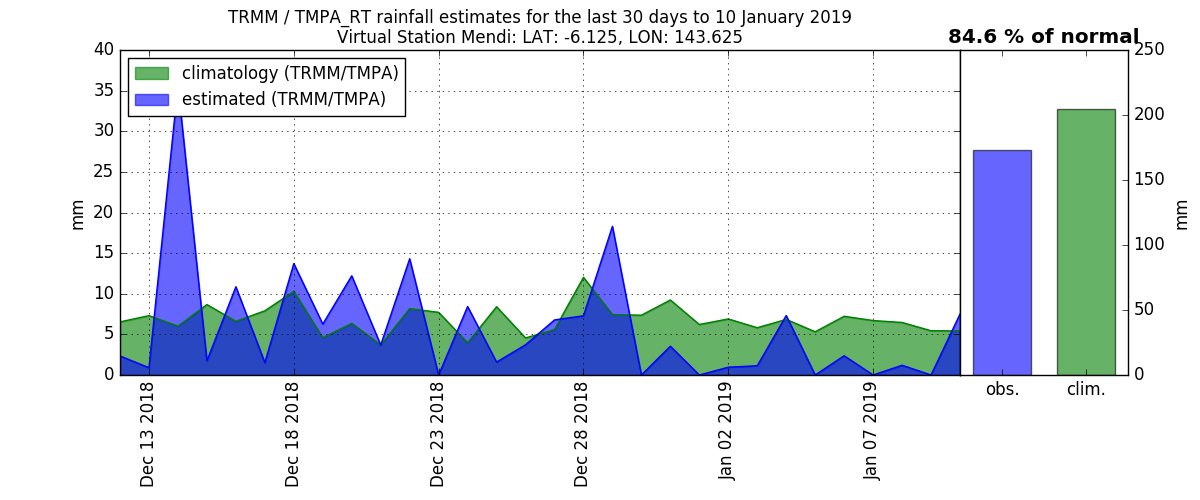 TRMM / TMPA_RT rainfall estimates for the last 30 days to 10 January 2019
Virtual Station Mendi: LAT: -6.125, LON: 143.625
84.6 % of normal
climatology (TRMM/TMPA)
estimated (TRMM/TMPA)
mm
40
35
30
25
20
15
10
5
0
Dec 13 2018
Dec 18 2018
Dec 23 2018
Dec 28 2018
Jan 02 2019
Jan 07 2019
obs.
clim.
250
200
150
100
50
0
mm